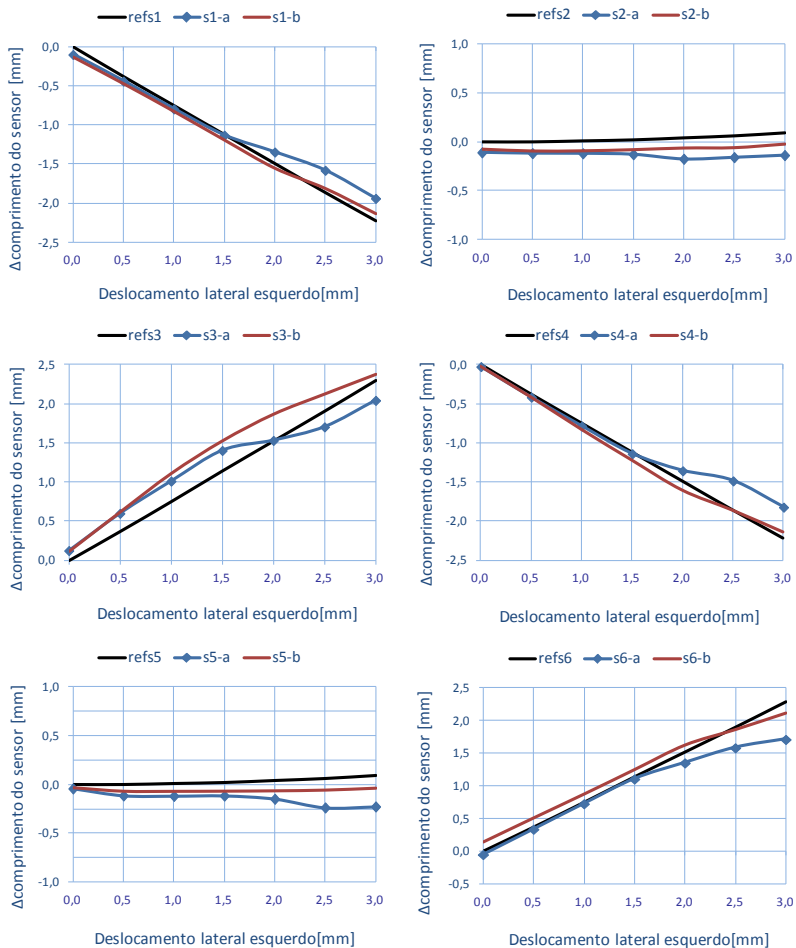 refs1 s1-a s1-b
Δcomprimento do sensor [mm]
0,0
-0,5
-1,0
-1,5
-2,0
-2,5
0,0 0,5 1,0 1,5 2,0 2,5 3,0
Deslocamento lateral esquerdo[mm]
refs2 s2-a s2-b
Δcomprimento do sensor [mm]
1,0
0,5
0,0
-0,5
-1,0
0,0 0,5 1,0 1,5 2,0 2,5 3,0
Deslocamento lateral esquerdo[mm]
refs3 s3-a s3-b
Δcomprimento do sensor [mm]
2,5
2,0
1,5
1,0
0,5
0,0
0,0 0,5 1,0 1,5 2,0 2,5 3,0
Deslocamento lateral esquerdo[mm]
refs4 s4-a s4-b
Δcomprimento do sensor [mm]
0,0
-0,5
-1,0
-1,5
-2,0
-2,5
0,0 0,5 1,0 1,5 2,0 2,5 3,0
Deslocamento lateral esquerdo[mm]
refs5 s5-a s5-b
Δcomprimento do sensor [mm]
1,0
0,5
0,0
-0,5
-1,0
0,0 0,5 1,0 1,5 2,0 2,5 3,0
Deslocamento lateral esquerdo[mm]
refs6 s6-a s6-b
Δcomprimento do sensor [mm]
2,5
2,0
1,5
1,0
0,5
0,0
-0,5
0,0 0,5 1,0 1,5 2,0 2,5 3,0
Deslocamento lateral esquerdo[mm]